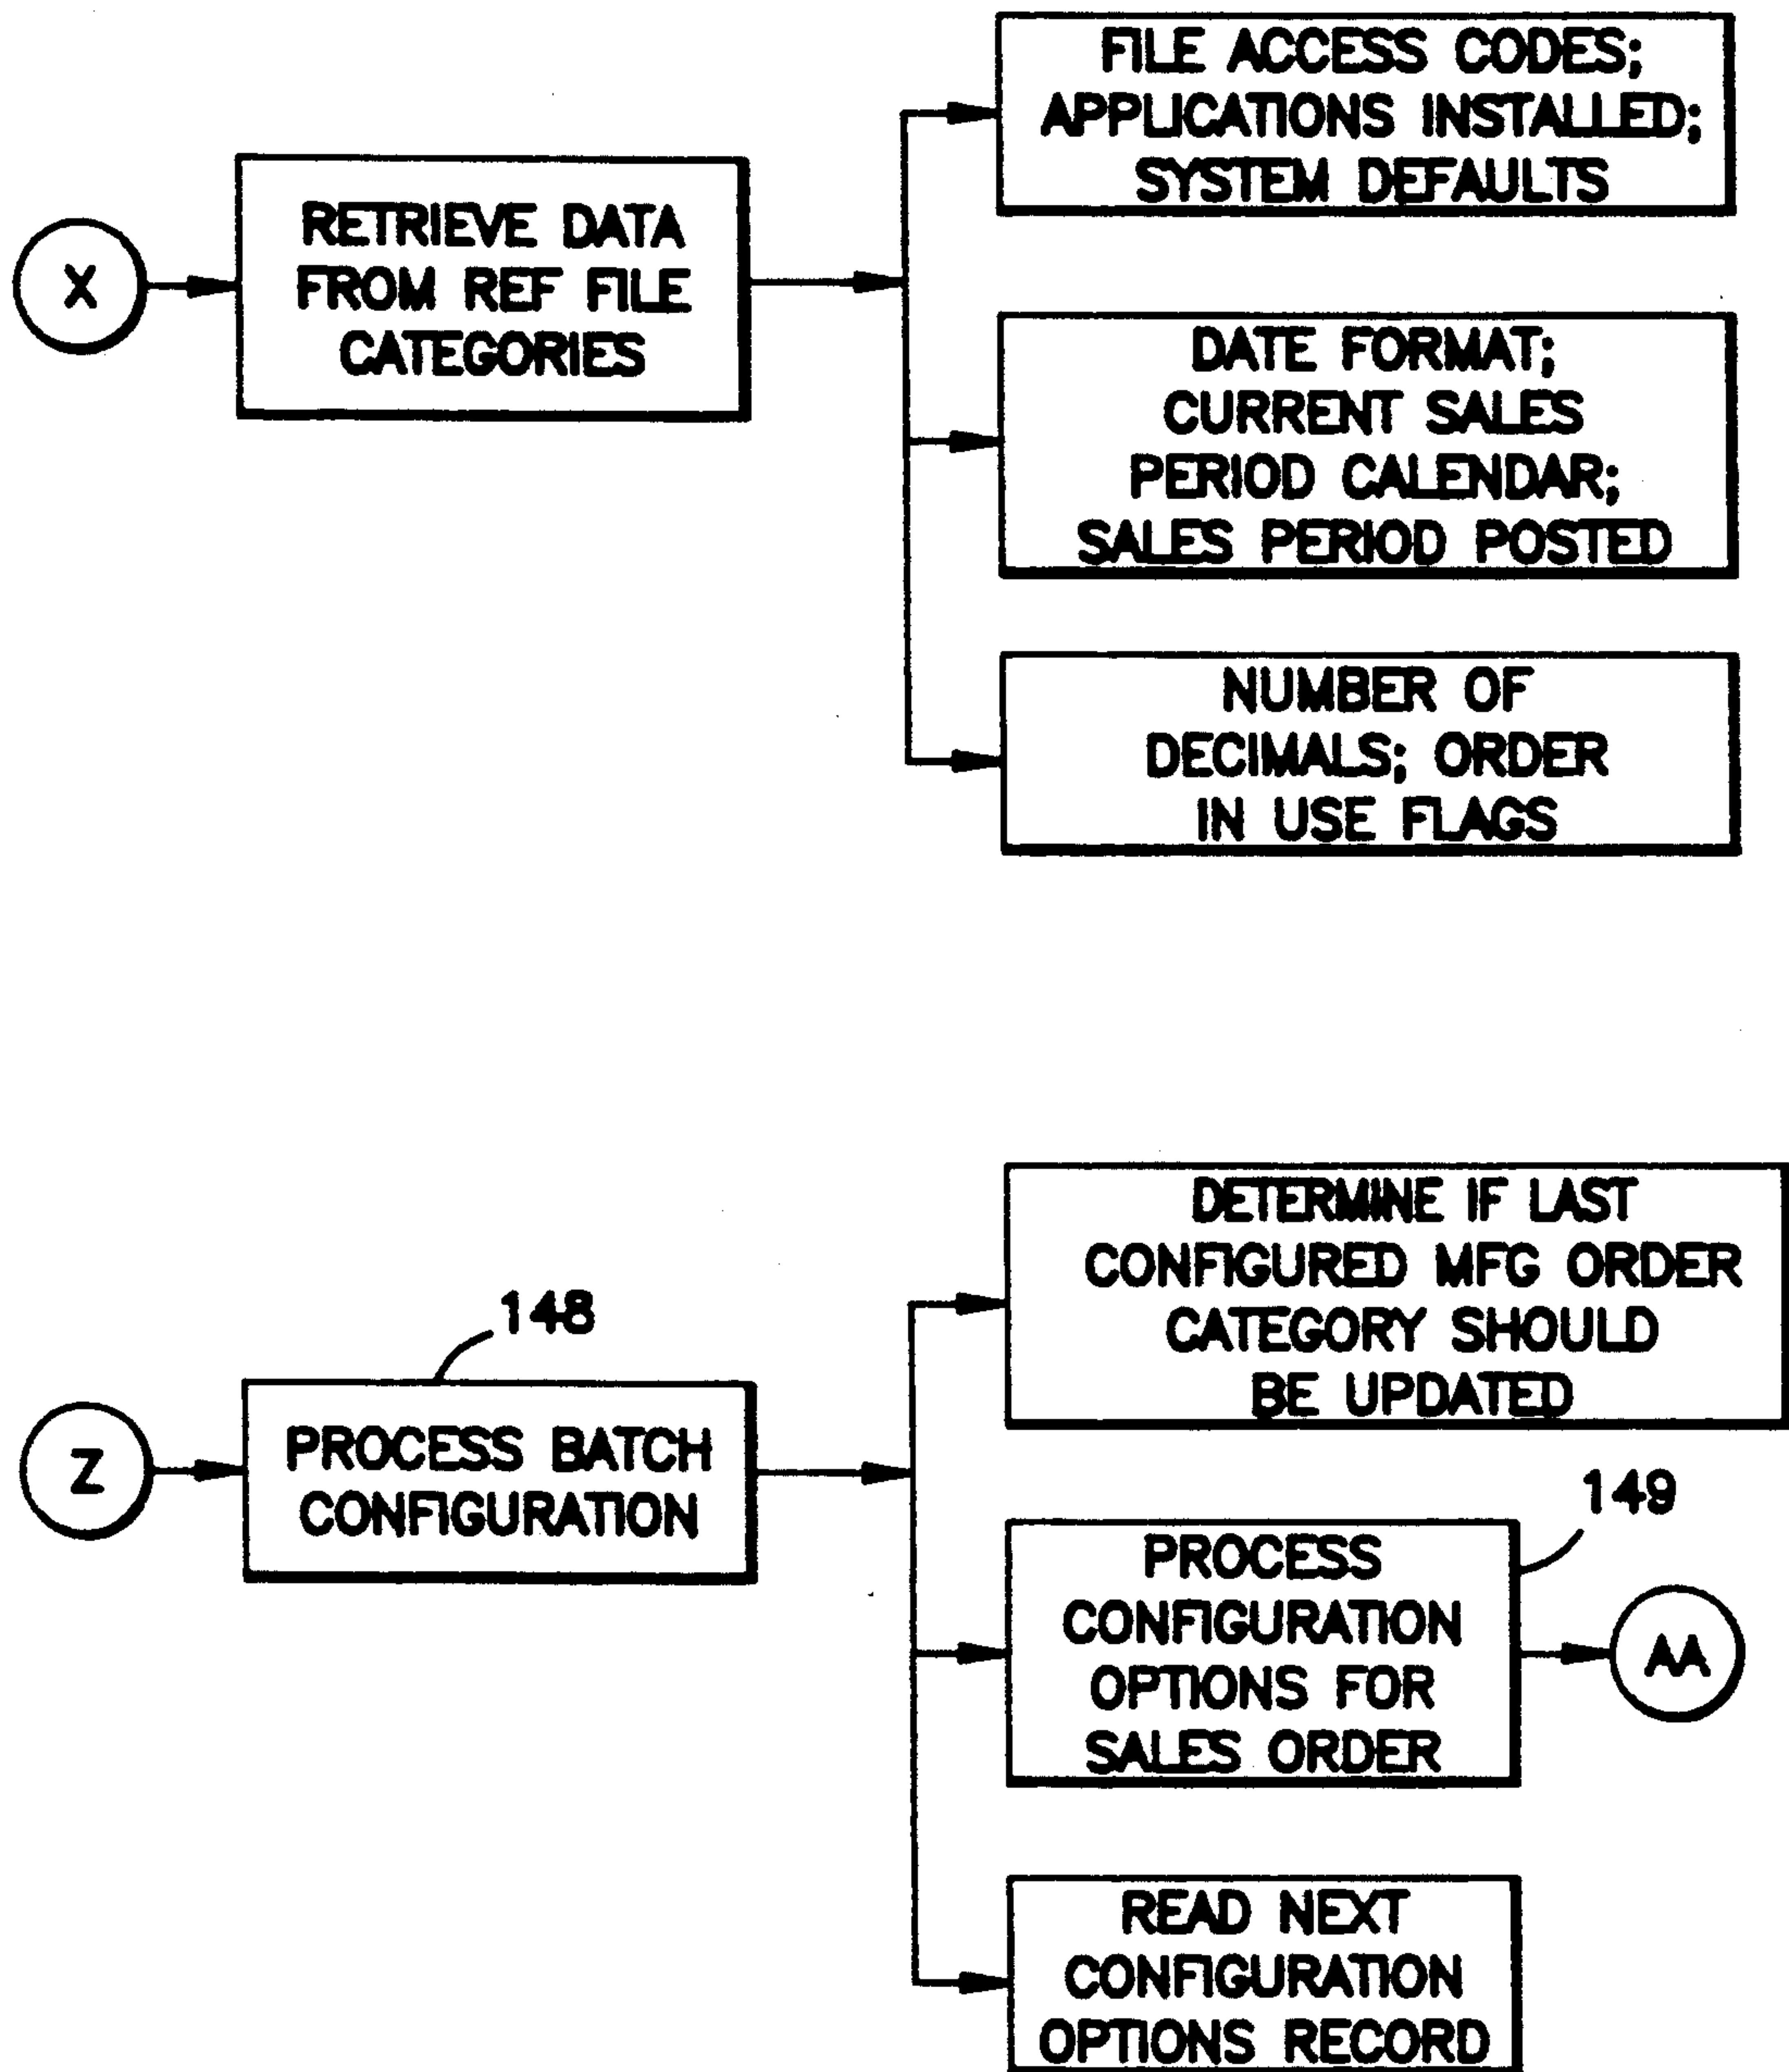 FILE ACCESS CODES;
APPLICATIONS INSTALLED;
SYSTEM DEFAULTS
X
RETRIEVE DATA
FROM REF FILE
CATEGORIES
DATE FORMAT;
CURRENT SALES
PERIOD CALENDAR;
SALES PERIOD POSTED
NUMBER OF
DECIMALS; ORDER
IN USE FLAGS
DETERMINE IF LAST
CONFIGURED MFG ORDER
CATEGORY SHOULD
BE UPDATED
148
Z
PROCESS BATCH
CONFIGURATION
149
PROCESS
CONFIGURATION
OPTIONS FOR
SALES ORDER
AA
READ NEXT
CONFIGURATION
OPTIONS RECORD